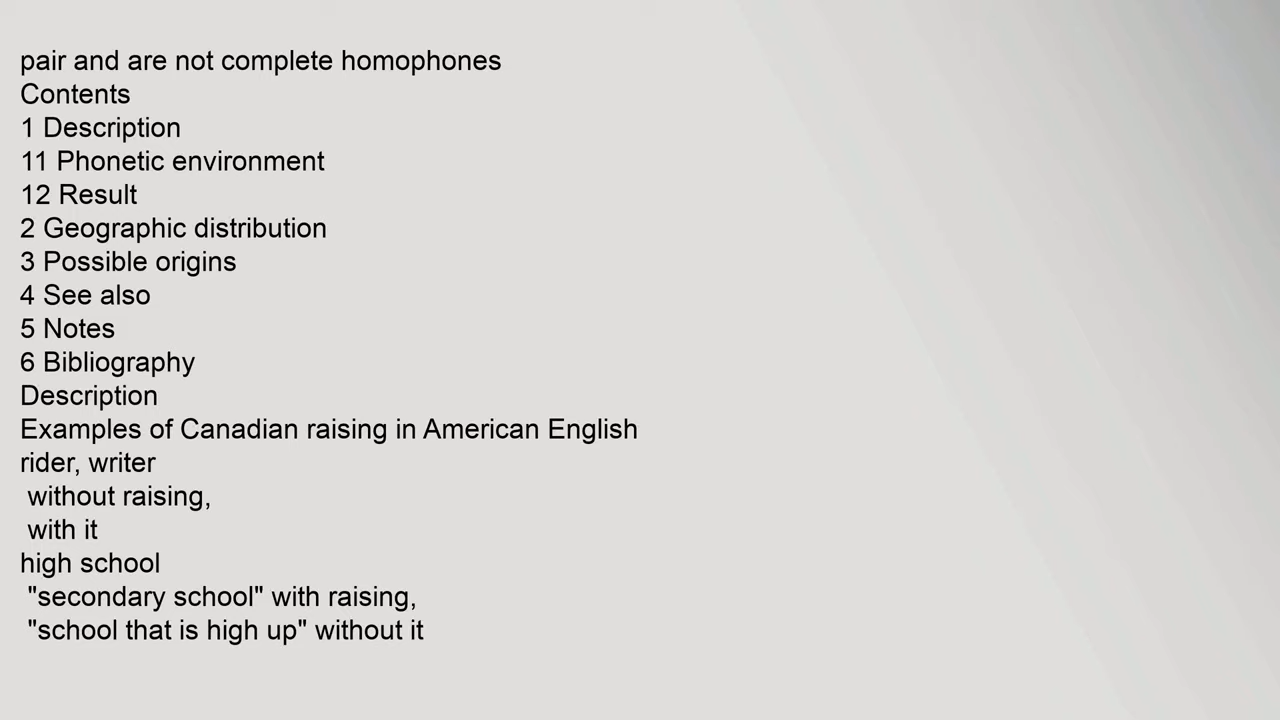 pair and are not complete homophones
Contents
1 Description
11 Phonetic environment
12 Result
2 Geographic distribution
3 Possible origins
4 See also
5 Notes
6 Bibliography
Description
Examples of Canadian raising in American English
rider, writer
without raising,
with it
high school
"secondary school" with raising,
"school that is high up" without it